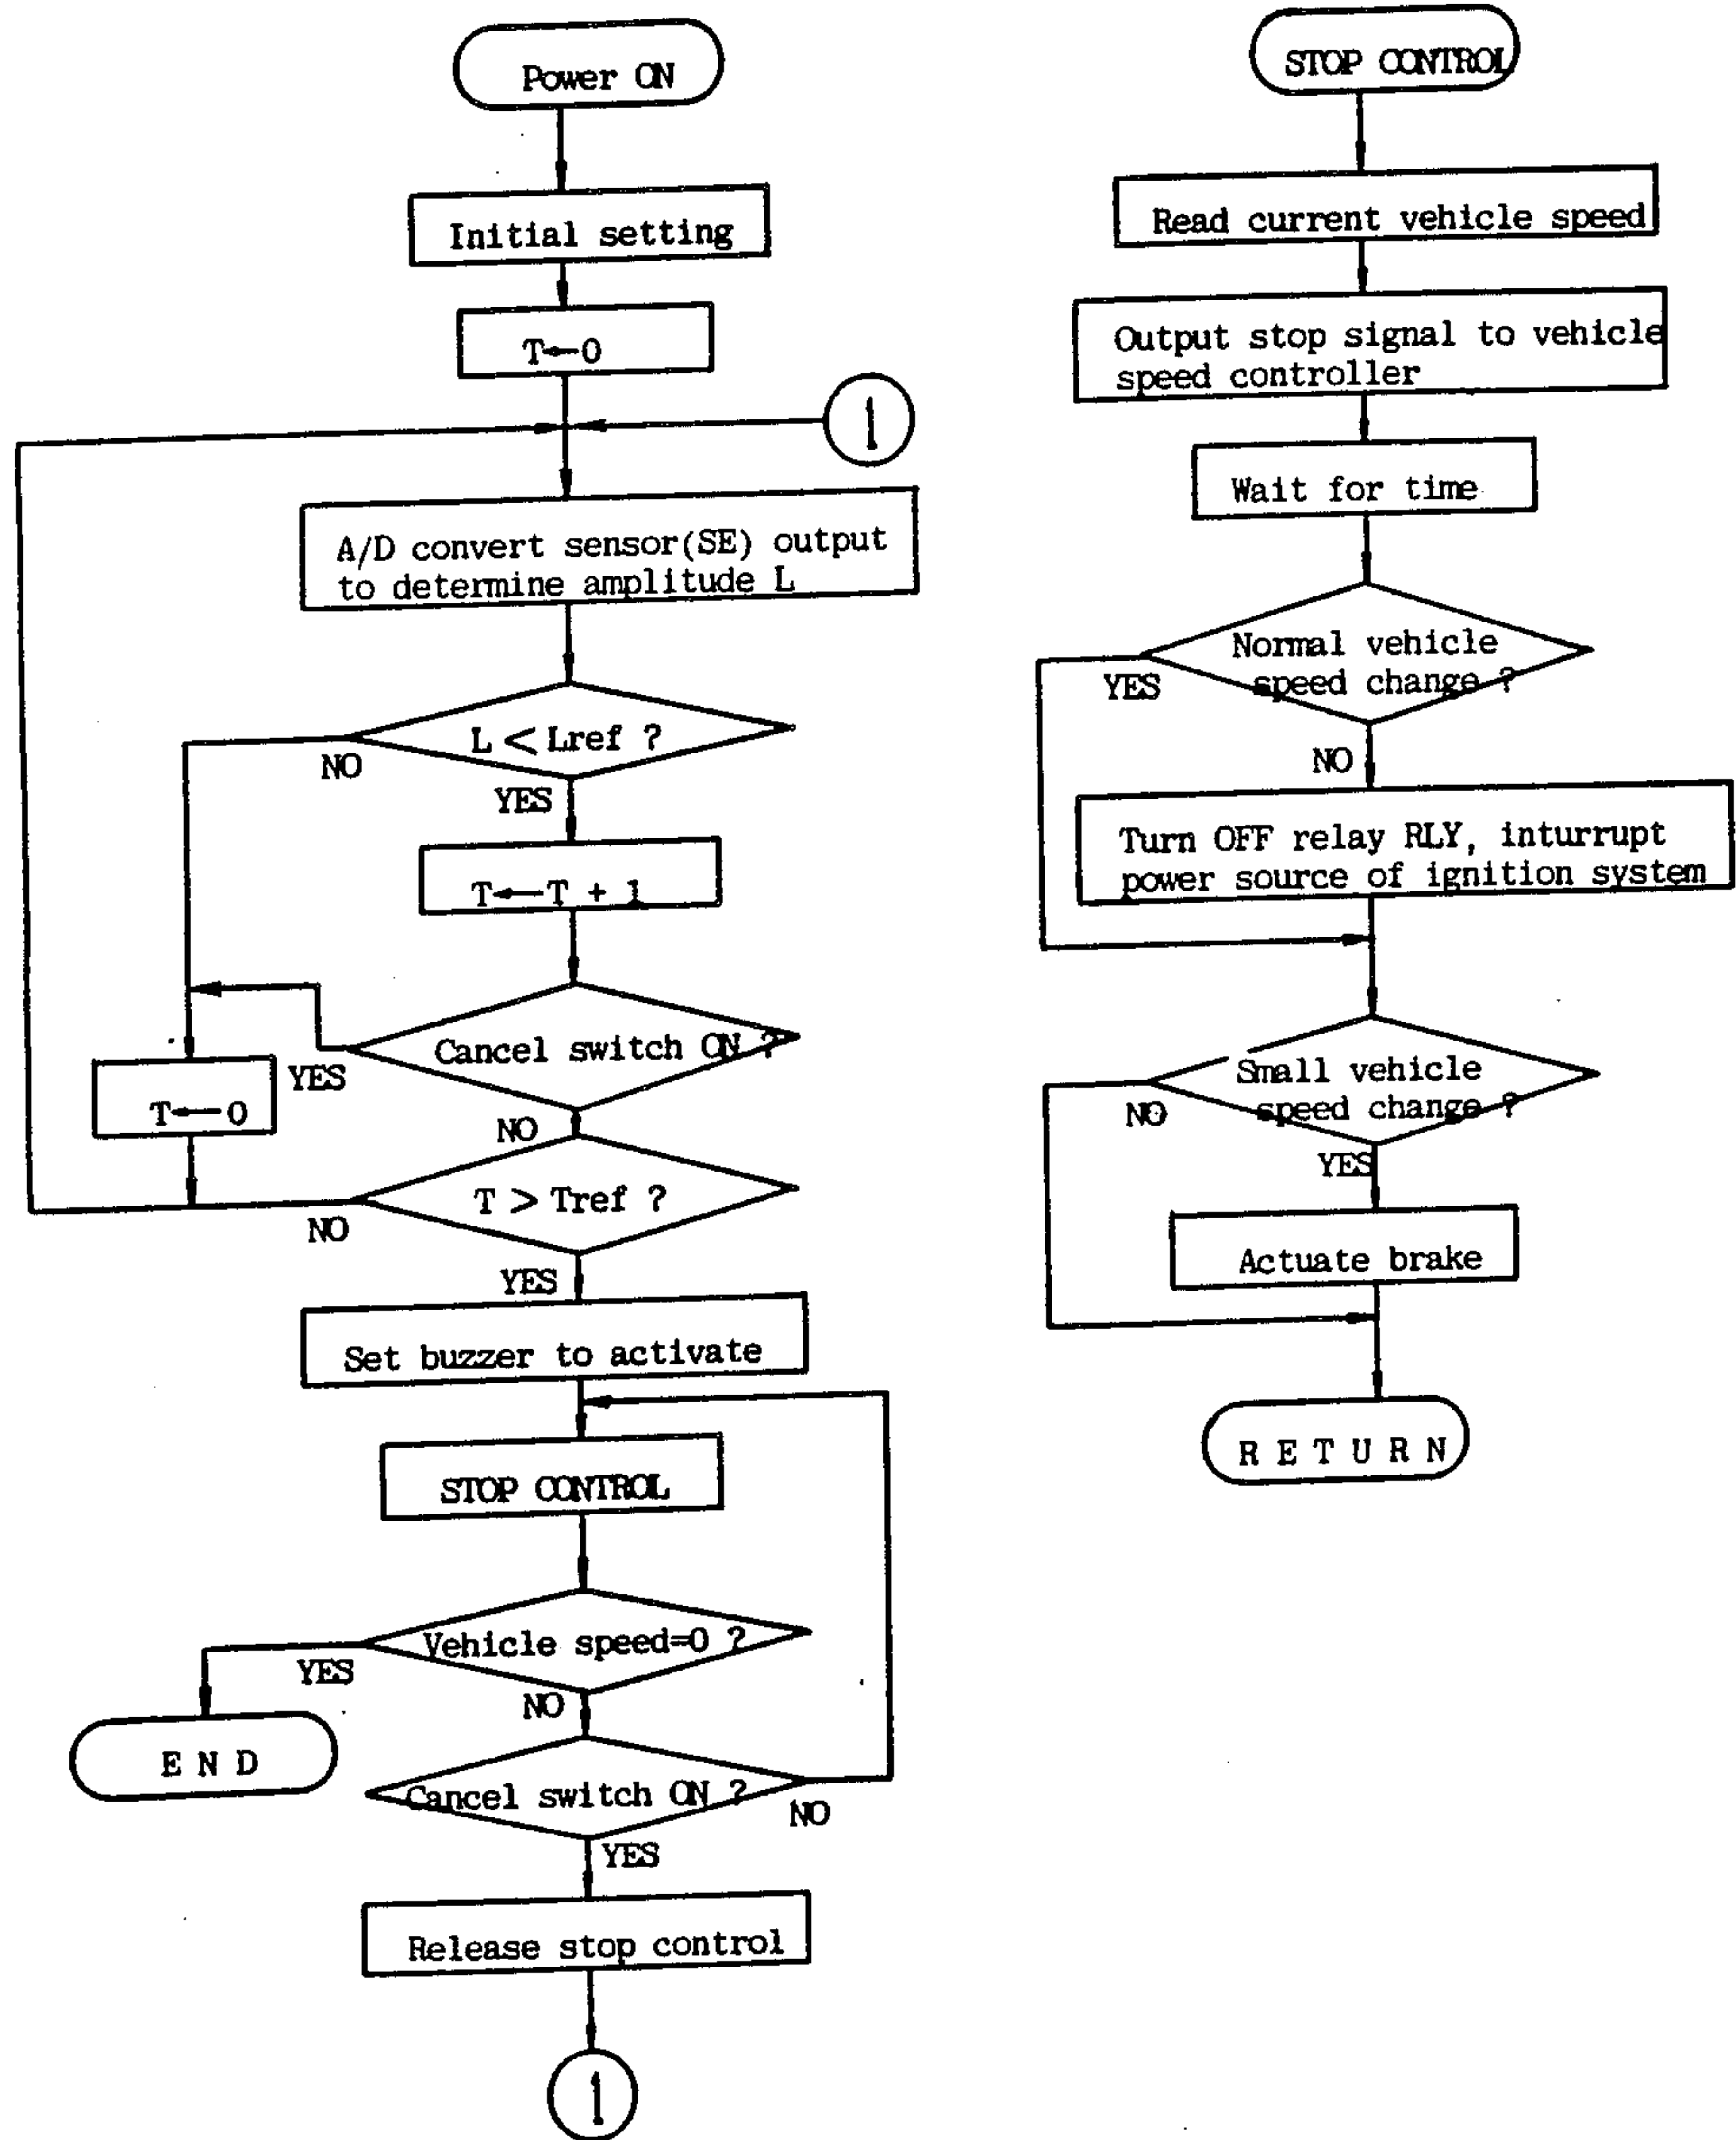 Power ON
Initial setting
T←0
1
A/D convert sensor(SE) output
to determine amplitude L
L < Lref ?
NO
YES
T←T + 1
Cancel switch ON ?
YES
T←0
NO
T > Tref ?
NO
YES
Set buzzer to activate
STOP CONTROL
Vehicle speed=0 ?
YES
NO
E N D
Cancel switch ON ?
NO
YES
Release stop control
1
STOP CONTROL
Read current vehicle speed
Output stop signal to vehicle
speed controller
Wait for time
Normal vehicle
speed change ?
YES
NO
Turn OFF relay RLY, inturrupt
power source of ignition system
Small vehicle
speed change ?
NO
YES
Actuate brake
R E T U R N